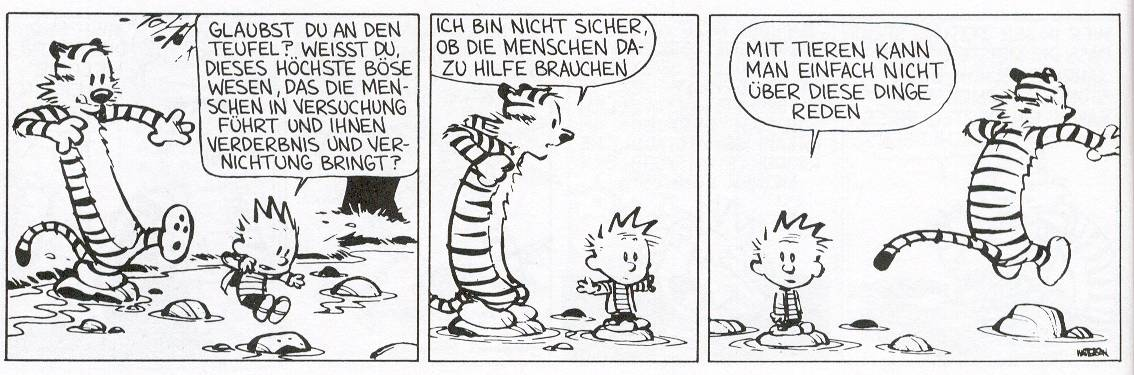 GLAUBST DU AN DEN
TEUFEL? WEISST DU,
DIESES HÖCHSTE BÖSE
WESEN, DAS DIE MEN-
SCHEN IN VERSUCHUNG
FÜHRT UND IHNEN
VERDERBNIS UND VER-
NICHTUNG BRINGT?
ICH BIN NICHT SICHER,
OB DIE MENSCHEN DA-
ZU HILFE BRAUCHEN
MIT TIEREN KANN
MAN EINFACH NICHT
ÜBER DIESE DINGE
REDEN
WATTERSON